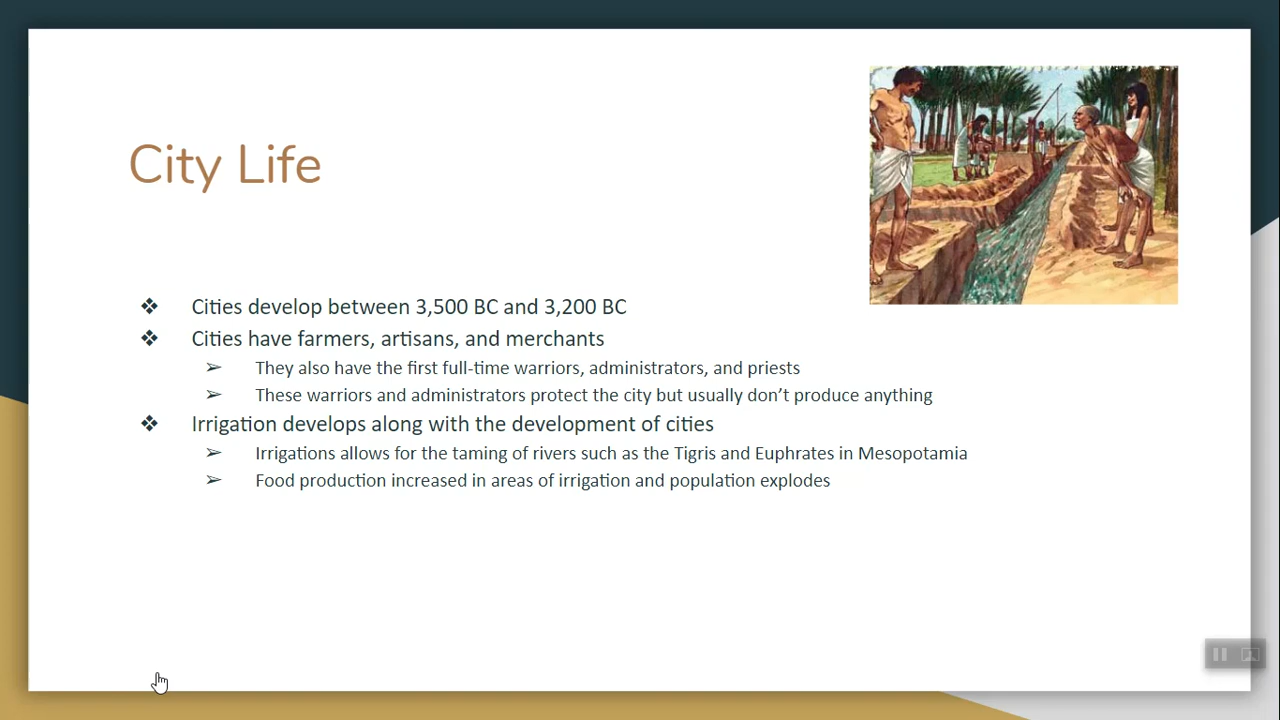 City Life
❖ Cities develop between 3,500 BC and 3,200 BC
❖ Cities have farmers, artisans, and merchants
➢ They also have the first full-time warriors, administrators, and priests
➢ These warriors and administrators protect the city but usually don’t produce anything
❖ Irrigation develops along with the development of cities
➢ Irrigations allows for the taming of rivers such as the Tigris and Euphrates in Mesopotamia
➢ Food production increased in areas of irrigation and population explodes